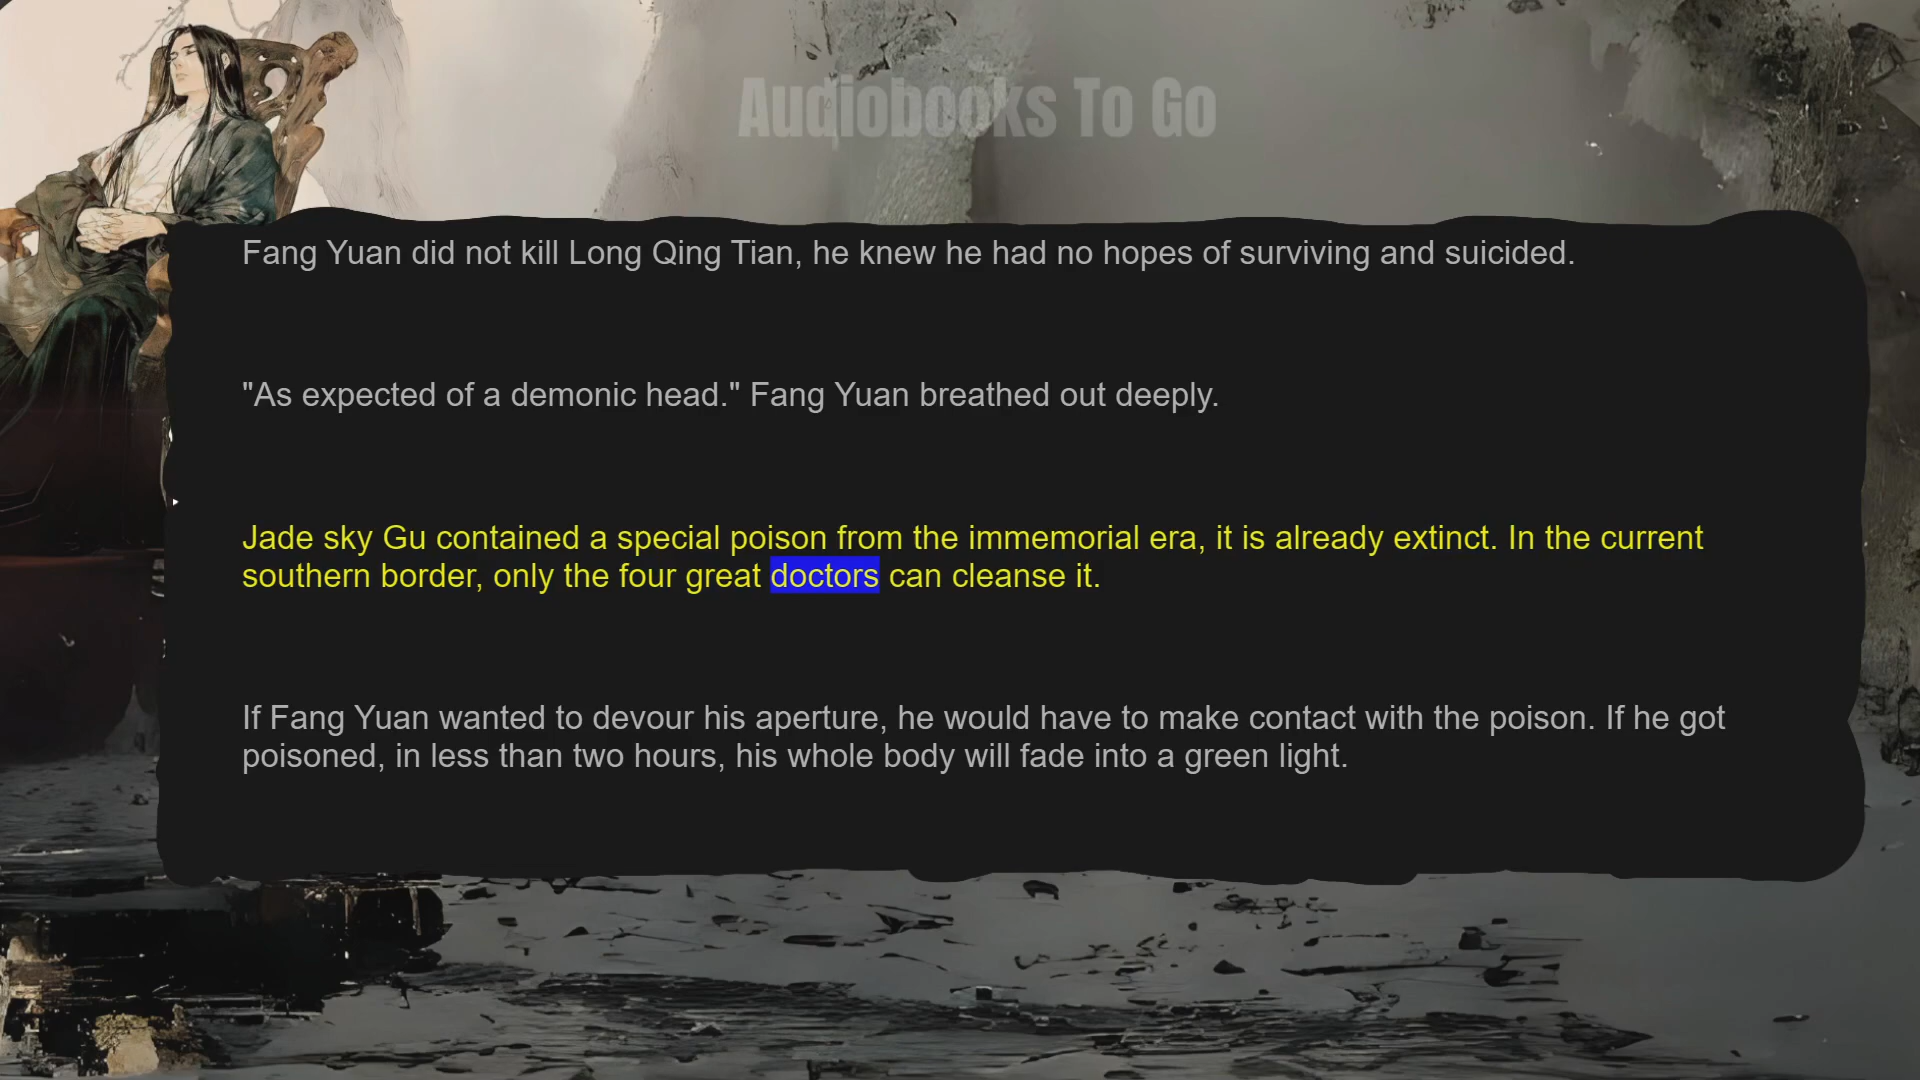 Audiobooks To Go
Fang Yuan did not kill Long Qing Tian, he knew he had no hopes of surviving and suicided.
"As expected of a demonic head." Fang Yuan breathed out deeply.
Jade sky Gu contained a special poison from the immemorial era, it is already extinct. In the current
southern border, only the four great doctors can cleanse it.
If Fang Yuan wanted to devour his aperture, he would have to make contact with the poison. If he got
poisoned, in less than two hours, his whole body will fade into a green light.